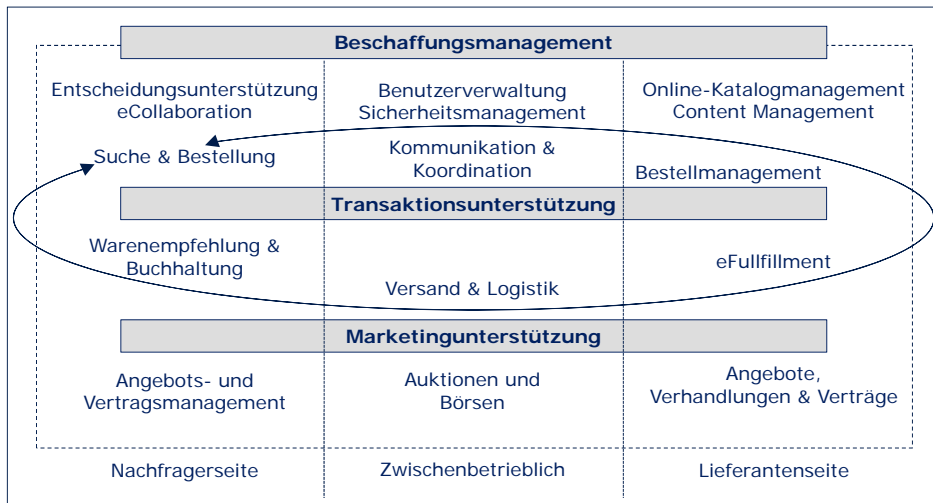 Beschaffungsmanagement
Entscheidungsunterstützung
eCollaboration
Benutzerverwaltung
Sicherheitsmanagement
Online-Katalogmanagement
Content Management
Suche & Bestellung
Kommunikation &
Koordination
Bestellmanagement
Transaktionsunterstützung
Warenempfehlung &
Buchhaltung
Versand & Logistik
eFullfillment
Marketingunterstützung
Angebots- und
Vertragsmanagement
Auktionen und
Börsen
Angebote,
Verhandlungen & Verträge
Nachfragerseite
Zwischenbetrieblich
Lieferantenseite